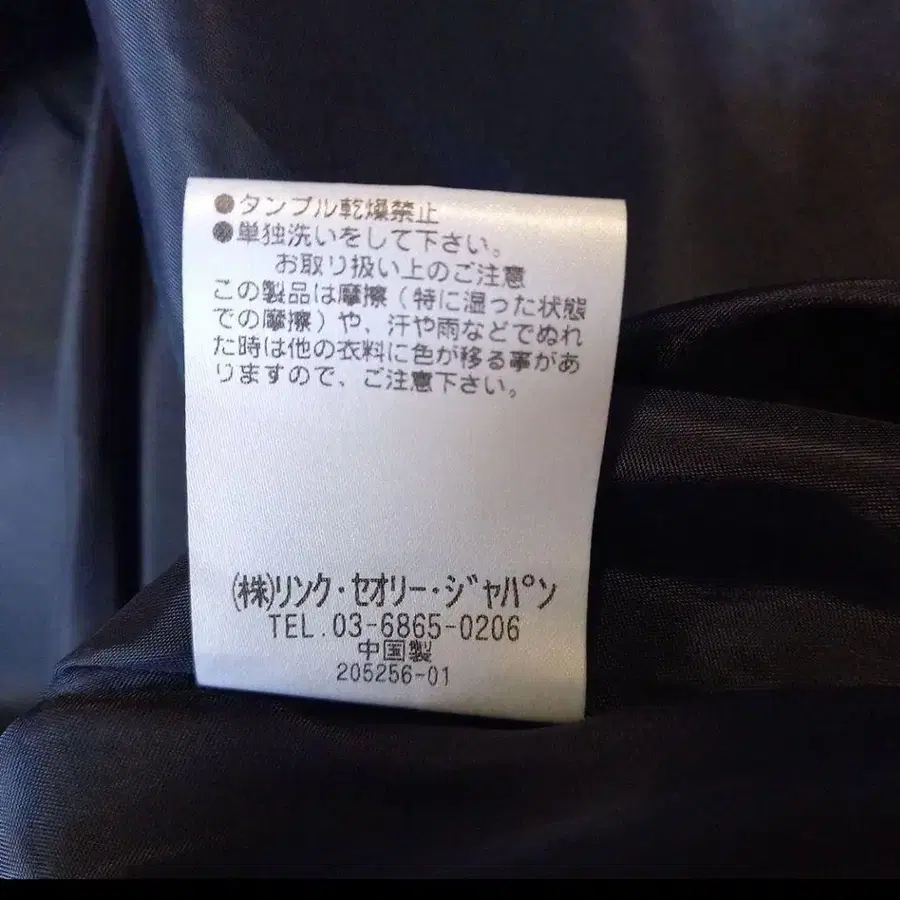 ●タンブル乾燥禁止
●単独洗いをして下さい。
お取り扱い上のご注意
この製品は摩擦(特に湿った状態
での摩擦)や、汗や雨などでぬれ
た時は他の衣料に色が移る事があ
りますので、ご注意下さい。
(株)リンク・セオリー・ジャパン
TEL.03-6865-0206
中国製
205256-01